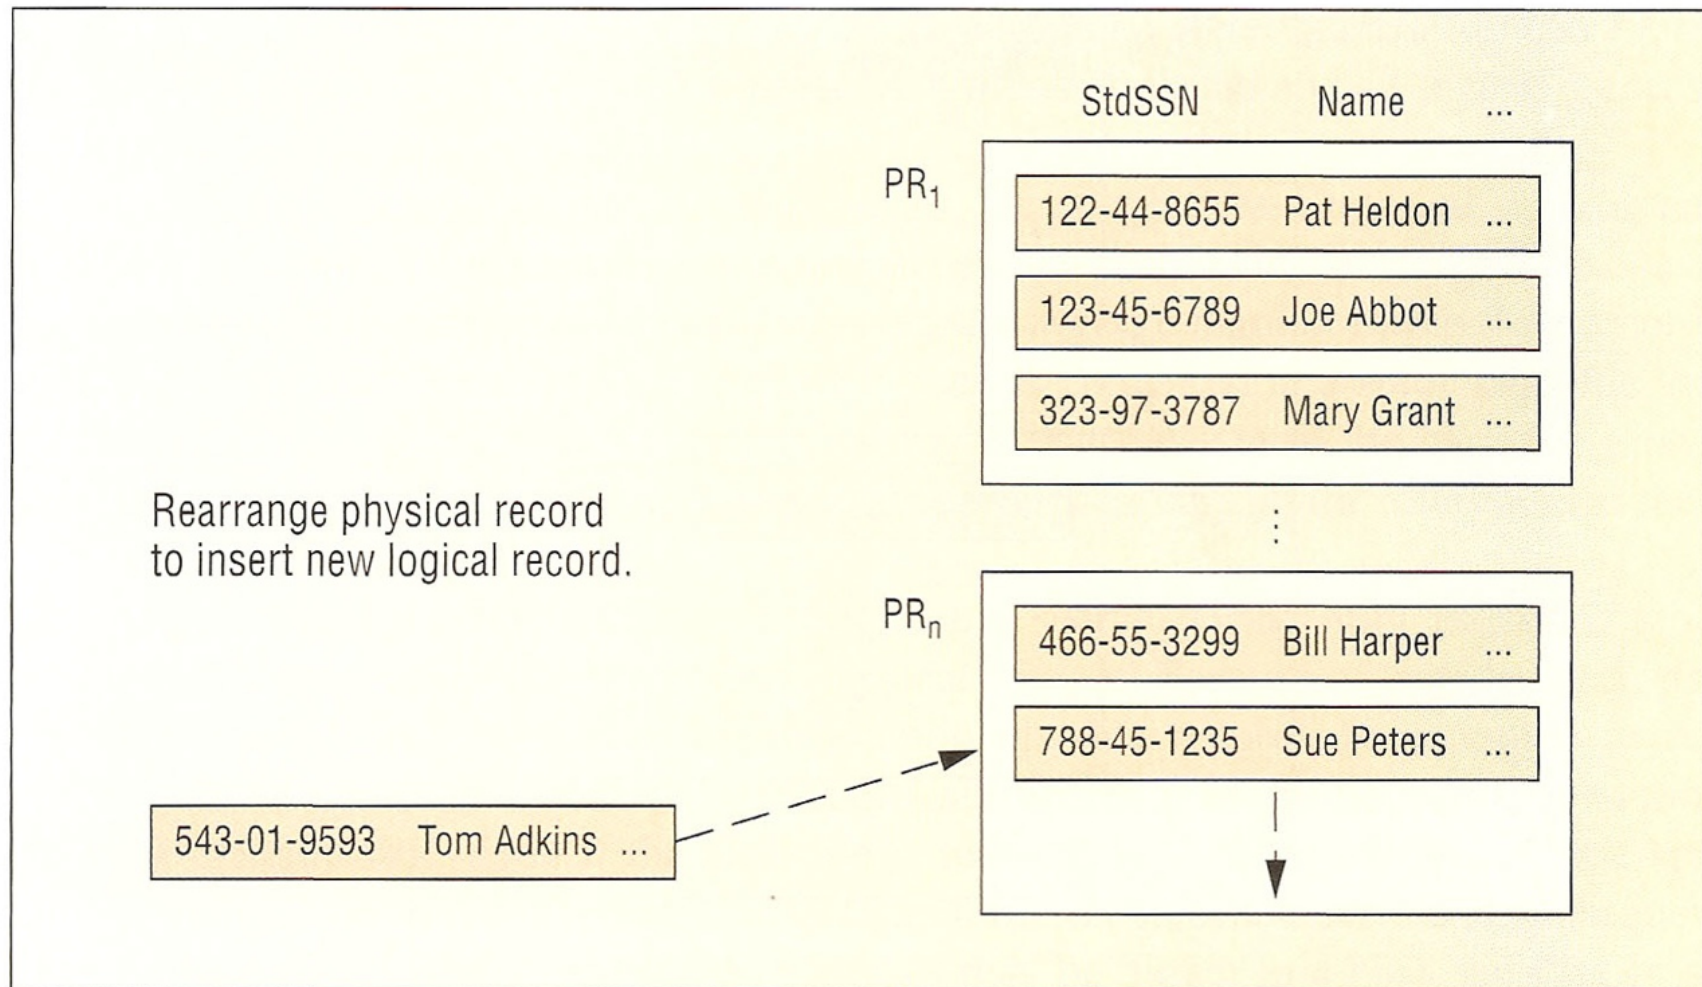 StdSSN Name ...
PR₁
122-44-8655 Pat Heldon ...
123-45-6789 Joe Abbot ...
323-97-3787 Mary Grant ...
⋮
Rearrange physical record
to insert new logical record.
PRₙ
466-55-3299 Bill Harper ...
788-45-1235 Sue Peters ...
543-01-9593 Tom Adkins ...